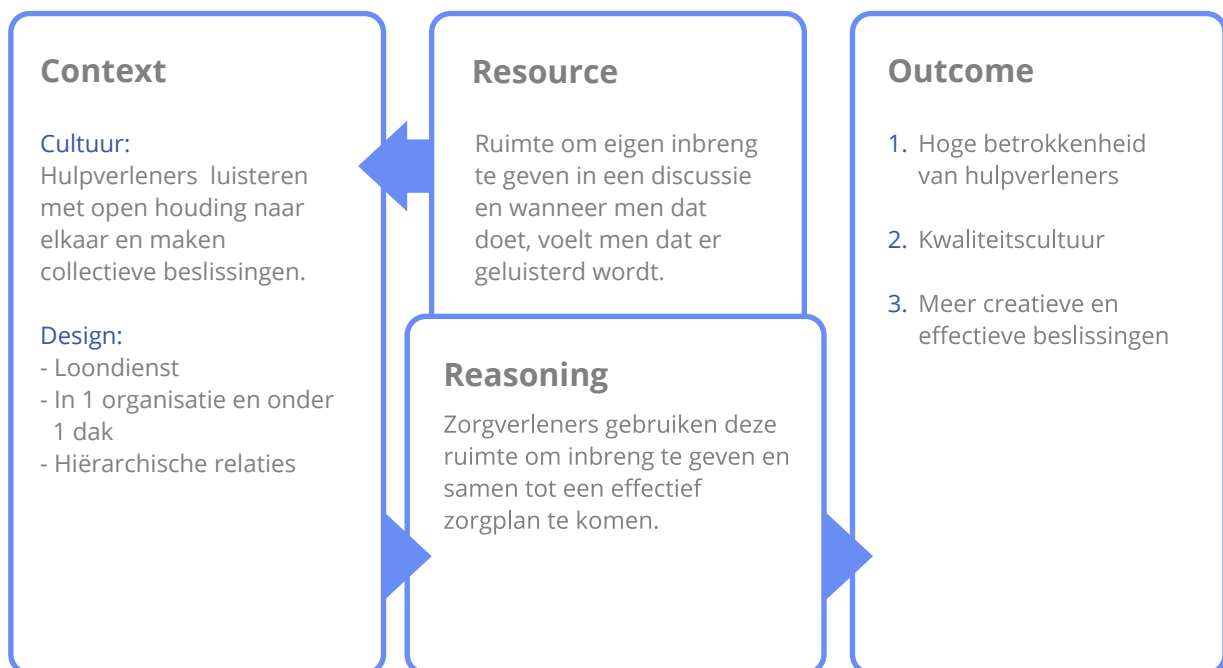 Context
Cultuur:
Hulpverleners  luisteren
met open houding naar
elkaar en maken
collectieve beslissingen.
Design:
- Loondienst
- In 1 organisatie en onder
1 dak
- Hiërarchische relaties
Resource
Ruimte om eigen inbreng
te geven in een discussie
en wanneer men dat
doet, voelt men dat er
geluisterd wordt.
Reasoning
Zorgverleners gebruiken deze
ruimte om inbreng te geven en
samen tot een effectief
zorgplan te komen.
Outcome
1. Hoge betrokkenheid
van hulpverleners
2. Kwaliteitscultuur
3. Meer creatieve en
effectieve beslissingen